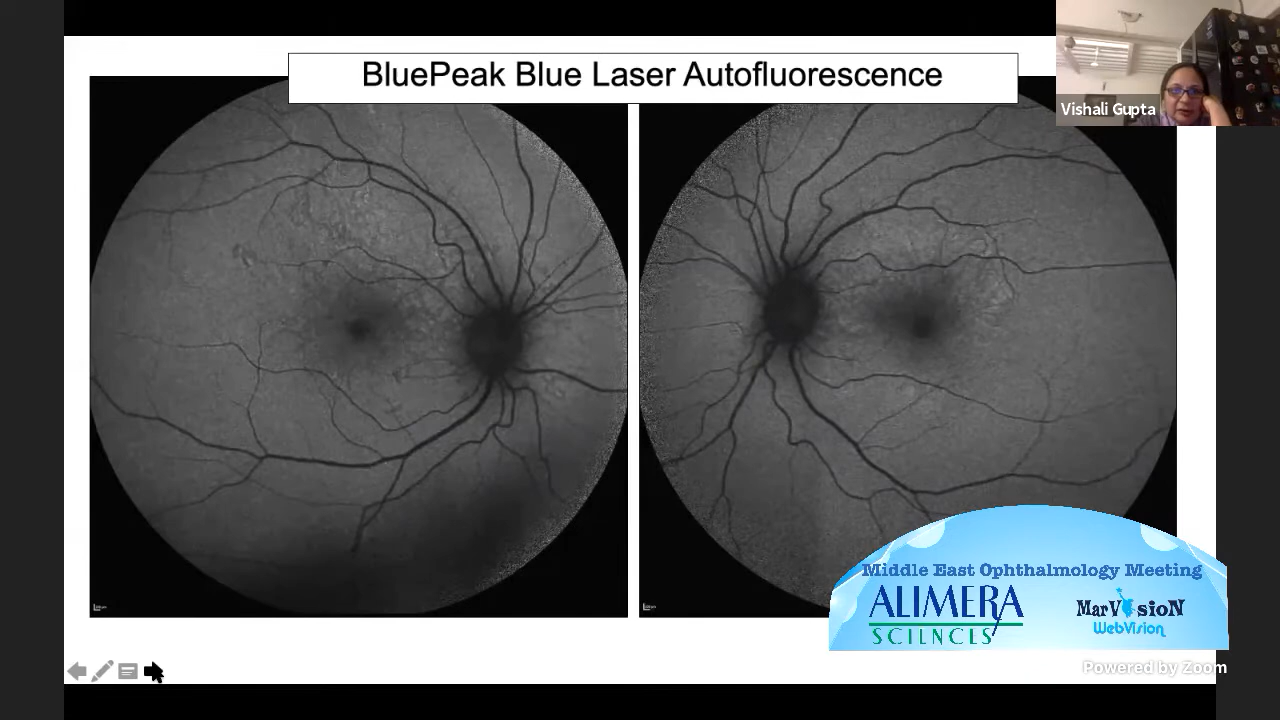 BluePeak Blue Laser Autofluorescence
Vishali Gupta
Middle East Ophthalmology Meeting
ALIMERA
SCIENCES
MarVisioN
WebVision
Powered by Zoom